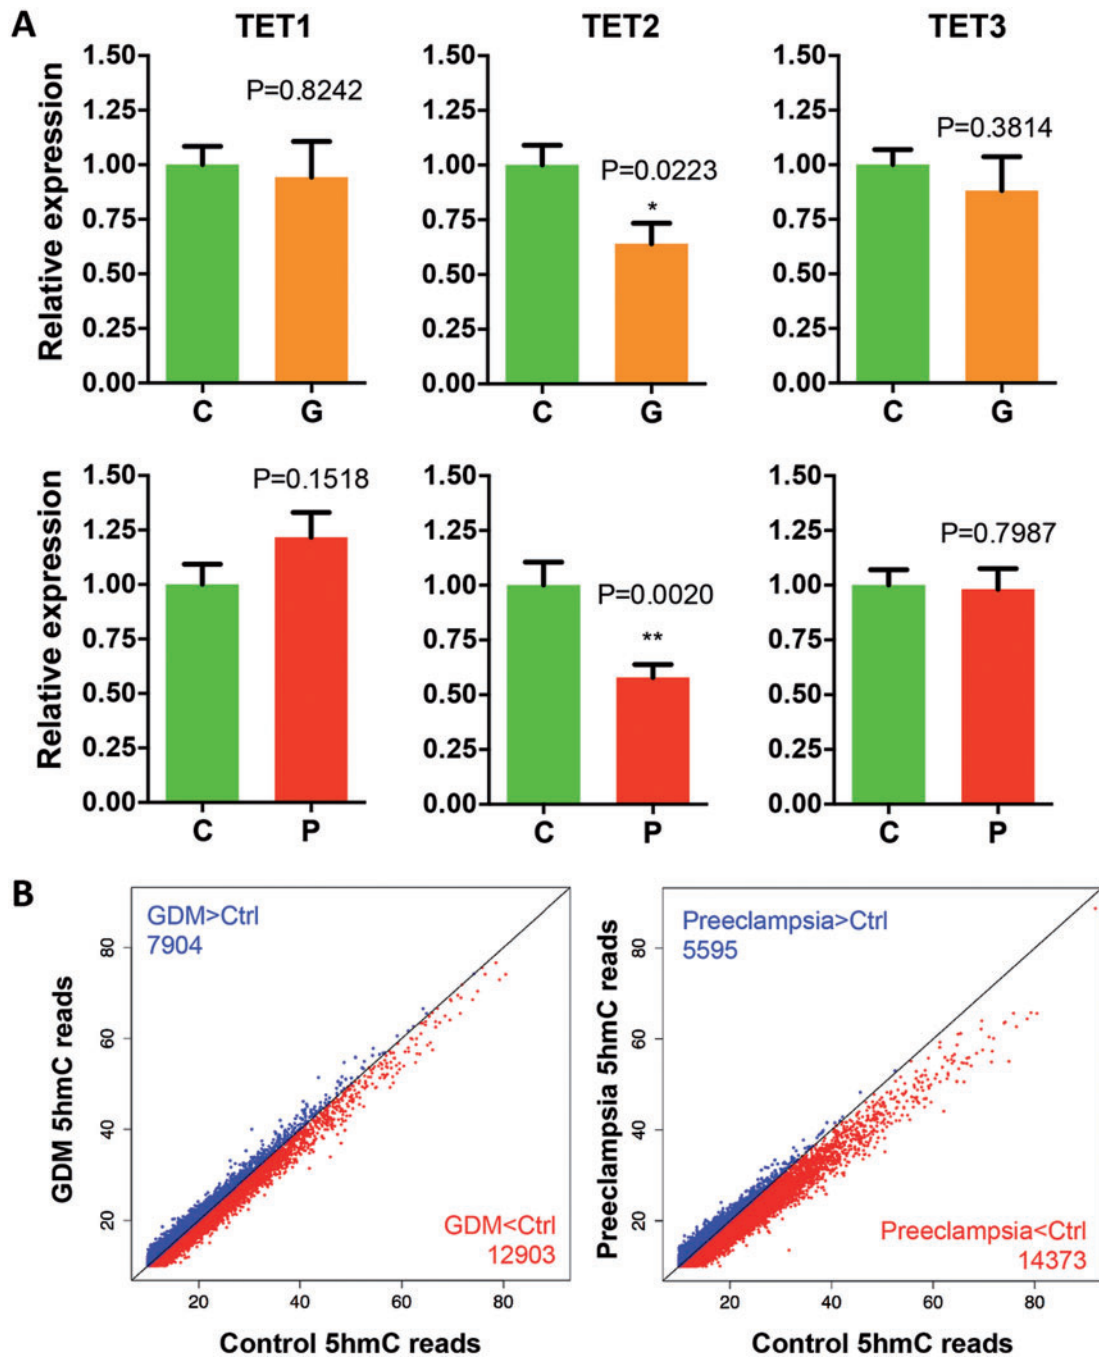 A
TET1 TET2 TET3
Relative expression
1.50 1.25 1.00 0.75 0.50 0.25 0.00
P=0.8242
C G
1.50 1.25 1.00 0.75 0.50 0.25 0.00
P=0.0223
*
C G
1.50 1.25 1.00 0.75 0.50 0.25 0.00
P=0.3814
C G
Relative expression
1.50 1.25 1.00 0.75 0.50 0.25 0.00
P=0.1518
C P
1.50 1.25 1.00 0.75 0.50 0.25 0.00
P=0.0020
**
C P
1.50 1.25 1.00 0.75 0.50 0.25 0.00
P=0.7987
C P
B
GDM 5hmC reads
80 60 40 20
GDM>Ctrl
7904
GDM<Ctrl
12903
20 40 60 80
Control 5hmC reads
Preeclampsia 5hmC reads
80 60 40 20
Preeclampsia>Ctrl
5595
Preeclampsia<Ctrl
14373
20 40 60 80
Control 5hmC reads